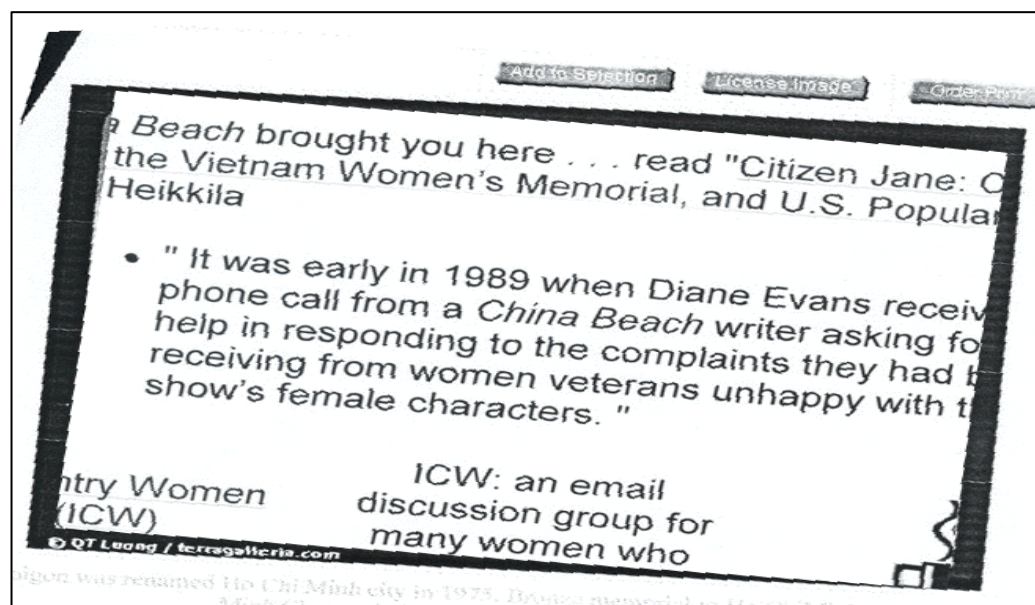 Add to Selection
License Image
Order Print
a Beach brought you here . . . read "Citizen Jane: C
the Vietnam Women's Memorial, and U.S. Popular
Heikkila
• " It was early in 1989 when Diane Evans receiv
phone call from a China Beach writer asking fo
help in responding to the complaints they had b
receiving from women veterans unhappy with t
show's female characters. "
ntry Women
(ICW)
ICW: an email
discussion group for
many women who
© QT Luong / terragalleria.com
aigon was renamed Ho Chi Minh city in 1975. Bronze memorial to